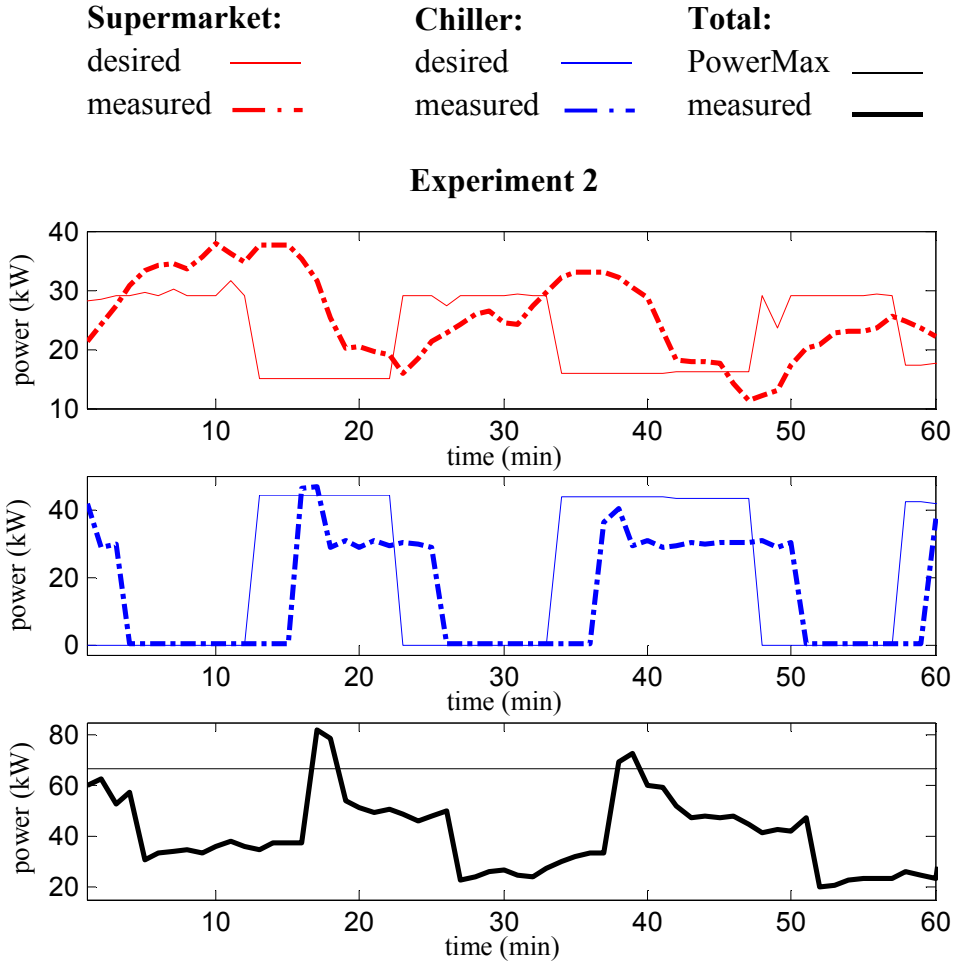 Supermarket: Chiller: Total:
desired desired PowerMax
measured measured measured
Experiment 2
power (kW)
40
30
20
10
10 20 30 40 50 60
time (min)
power (kW)
40
20
0
10 20 30 40 50 60
time (min)
power (kW)
80
60
40
20
10 20 30 40 50 60
time (min)